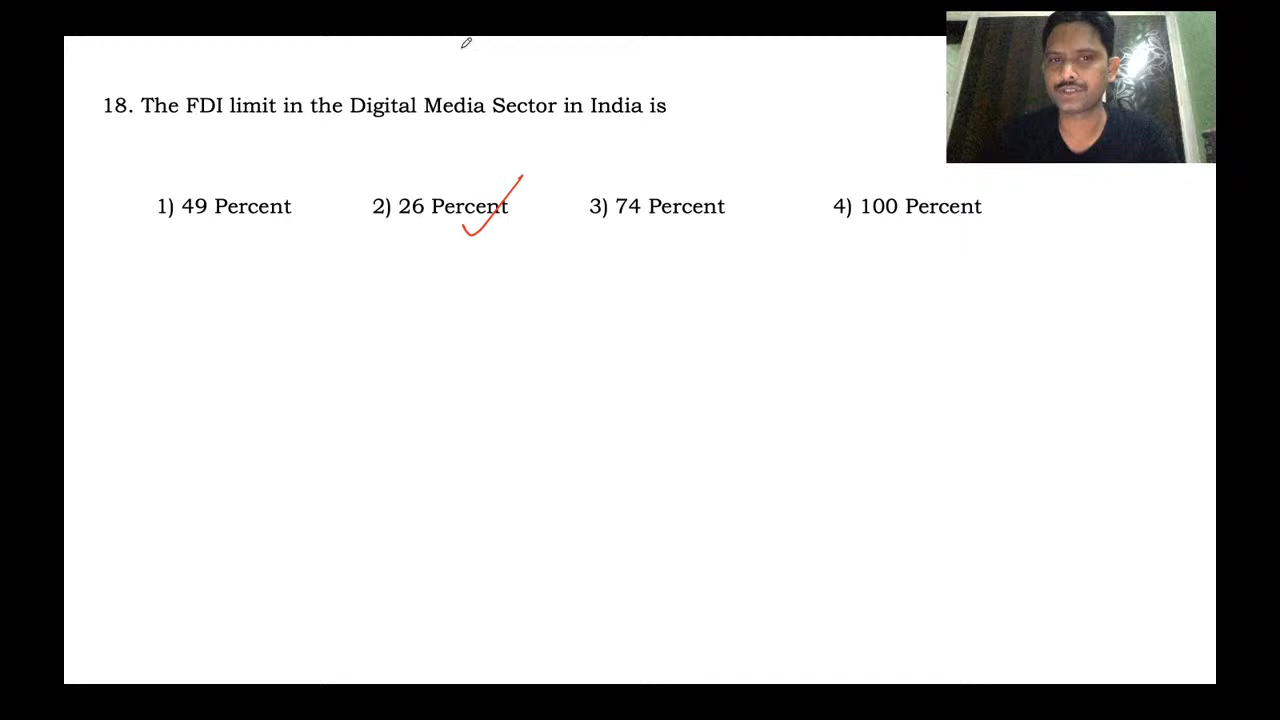 18. The FDI limit in the Digital Media Sector in India is
1) 49 Percent 2) 26 Percent 3) 74 Percent 4) 100 Percent